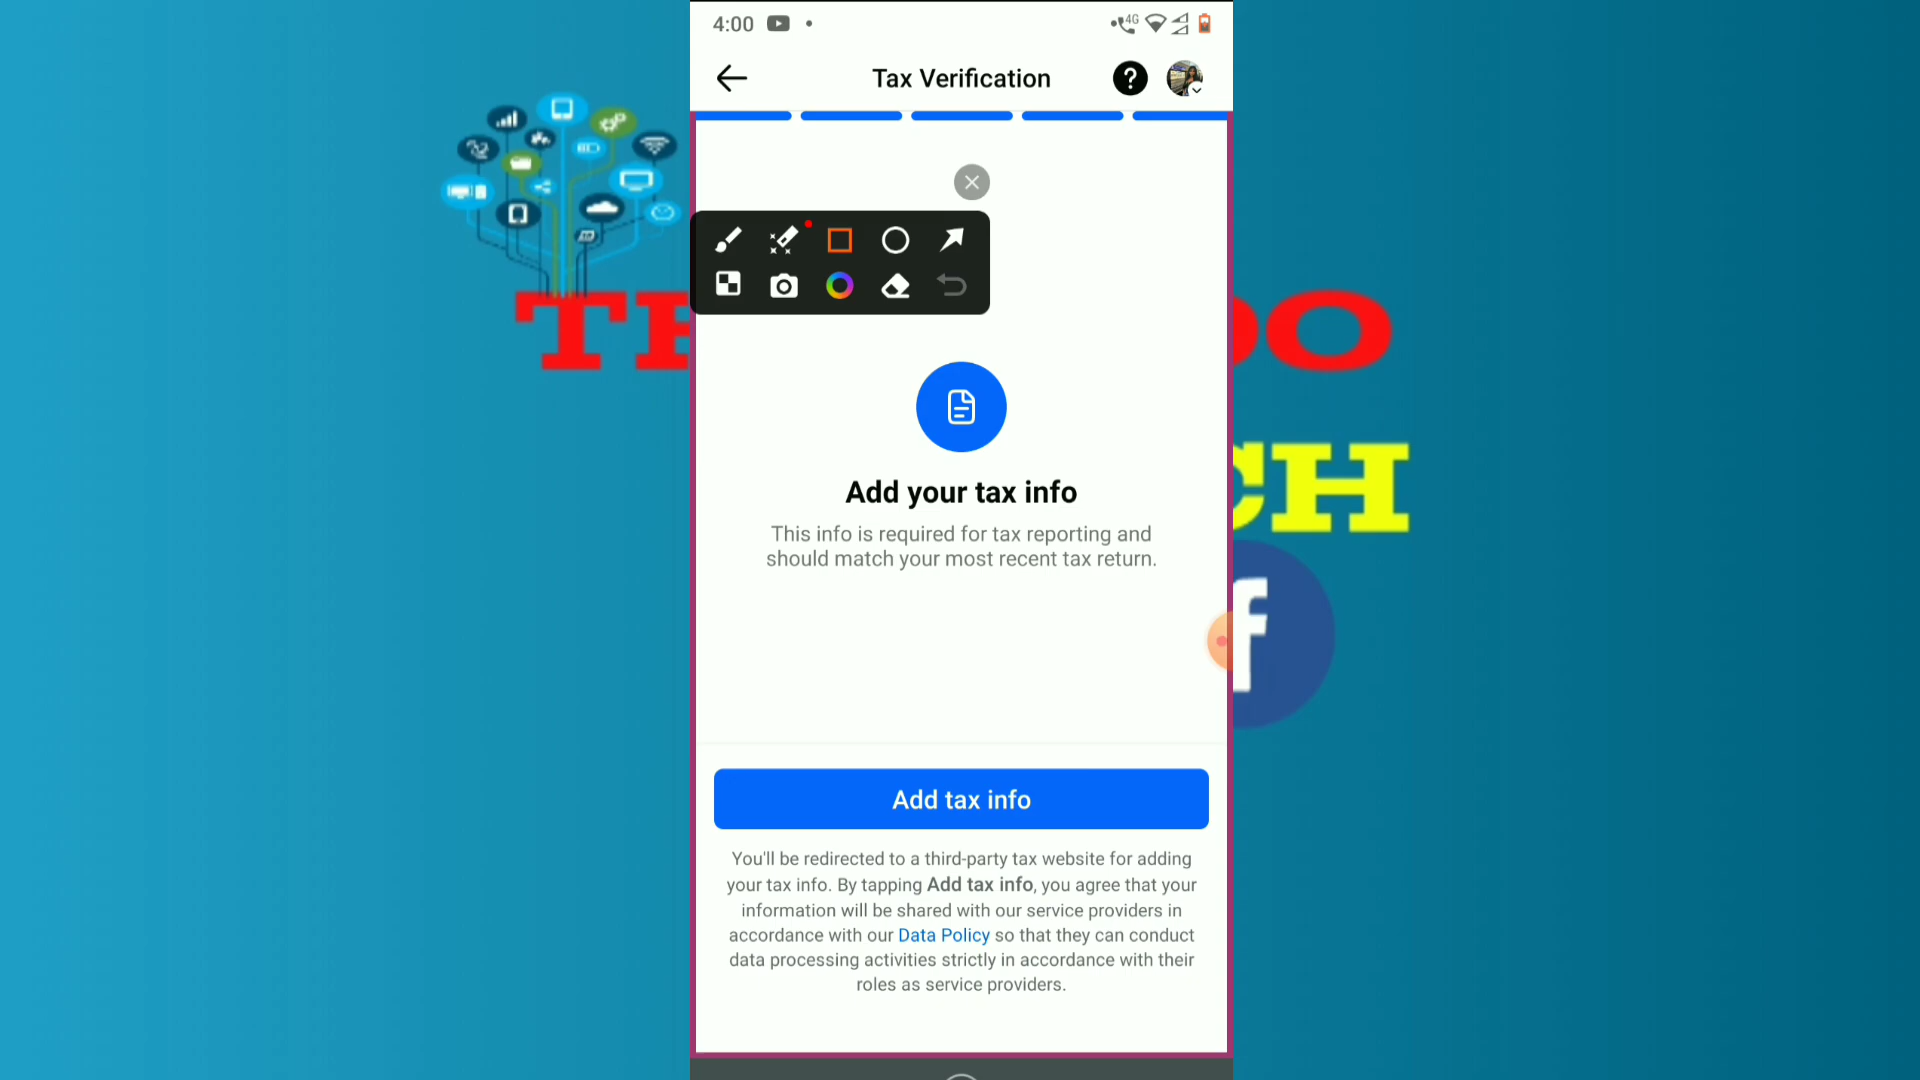 4:00
4G
Tax Verification
?
Add your tax info
This info is required for tax reporting and
should match your most recent tax return.
Add tax info
You'll be redirected to a third-party tax website for adding
your tax info. By tapping Add tax info, you agree that your
information will be shared with our service providers in
accordance with our Data Policy so that they can conduct
data processing activities strictly in accordance with their
roles as service providers.
f